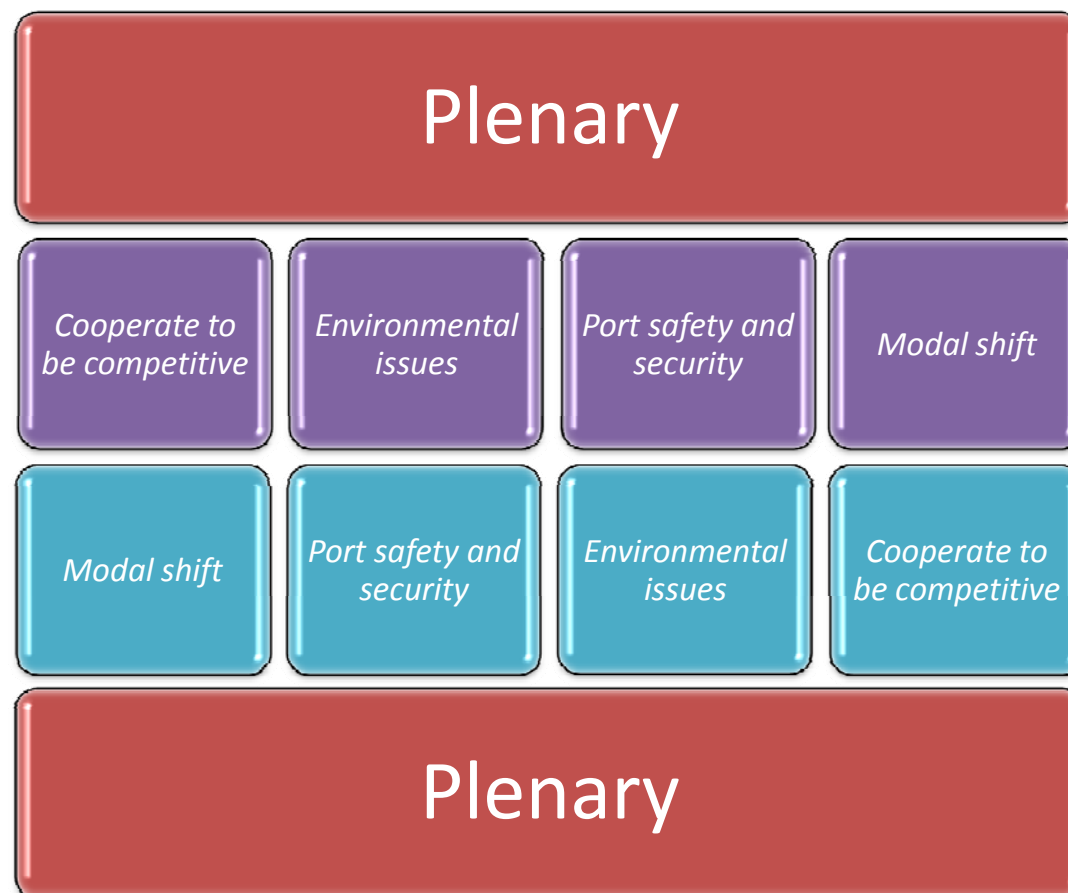 Plenary
Cooperate to
be competitive
Environmental
issues
Port safety and
security
Modal shift
Modal shift
Port safety and
security
Environmental
issues
Cooperate to
be competitive
Plenary